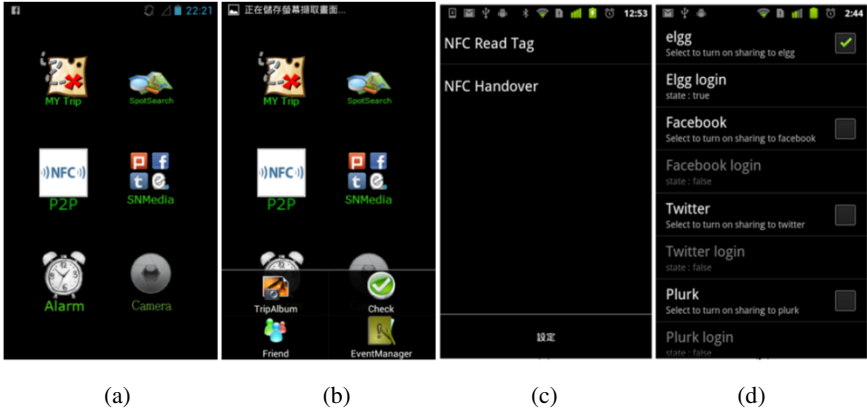 22:21
MY Trip
SpotSearch
))NFC))
P2P
SNMedia
Alarm
Camera
正在儲存螢幕擷取畫面...
MY Trip
SpotSearch
))NFC))
P2P
SNMedia
TripAlbum
Check
Friend
EventManager
12:53
NFC Read Tag
NFC Handover
設定
2:44
elgg
Select to turn on sharing to elgg
Elgg login
state : true
Facebook
Select to turn on sharing to facebook
Facebook login
state : false
Twitter
Select to turn on sharing to twitter
Twitter login
state : false
Plurk
Select to turn on sharing to plurk
Plurk login
state : false
(a)
(b)
(c)
(d)